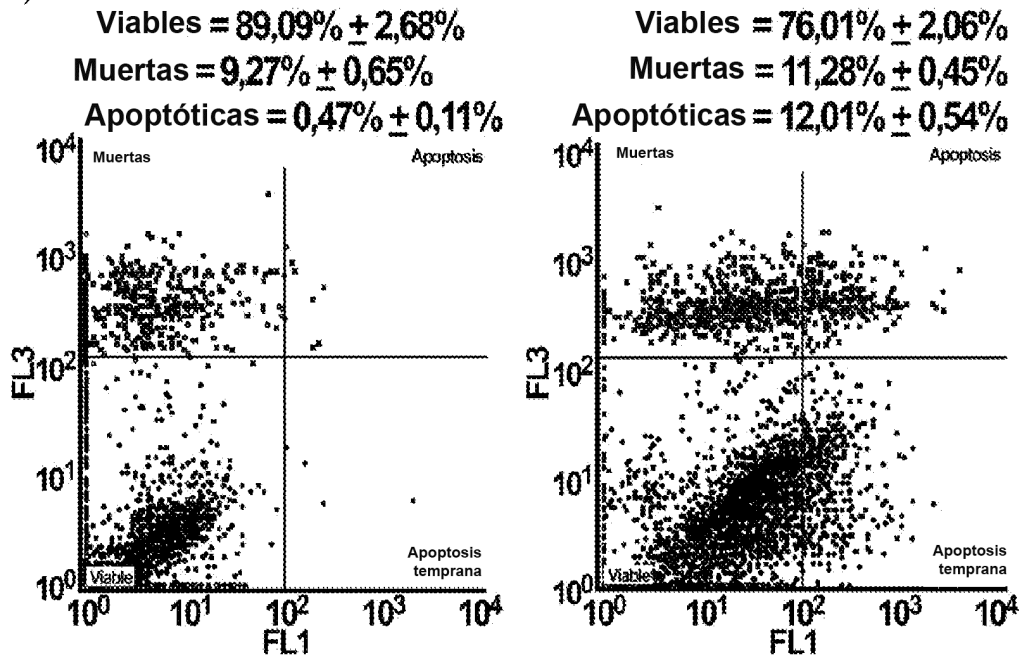 Viables = 89,09% ± 2,68%
Muertas = 9,27% ± 0,65%
Apoptóticas = 0,47% ± 0,11%
10⁴
Muertas
Apoptosis
10³
FL3
10²
10¹
Apoptosis
temprana
Viable
10⁰
10⁰ 10¹ 10² 10³ 10⁴
FL1
Viables = 76,01% ± 2,06%
Muertas = 11,28% ± 0,45%
Apoptóticas = 12,01% ± 0,54%
10⁴
Muertas
Apoptosis
10³
FL3
10²
10¹
Apoptosis
temprana
Viable
10⁰
10⁰ 10¹ 10² 10³ 10⁴
FL1